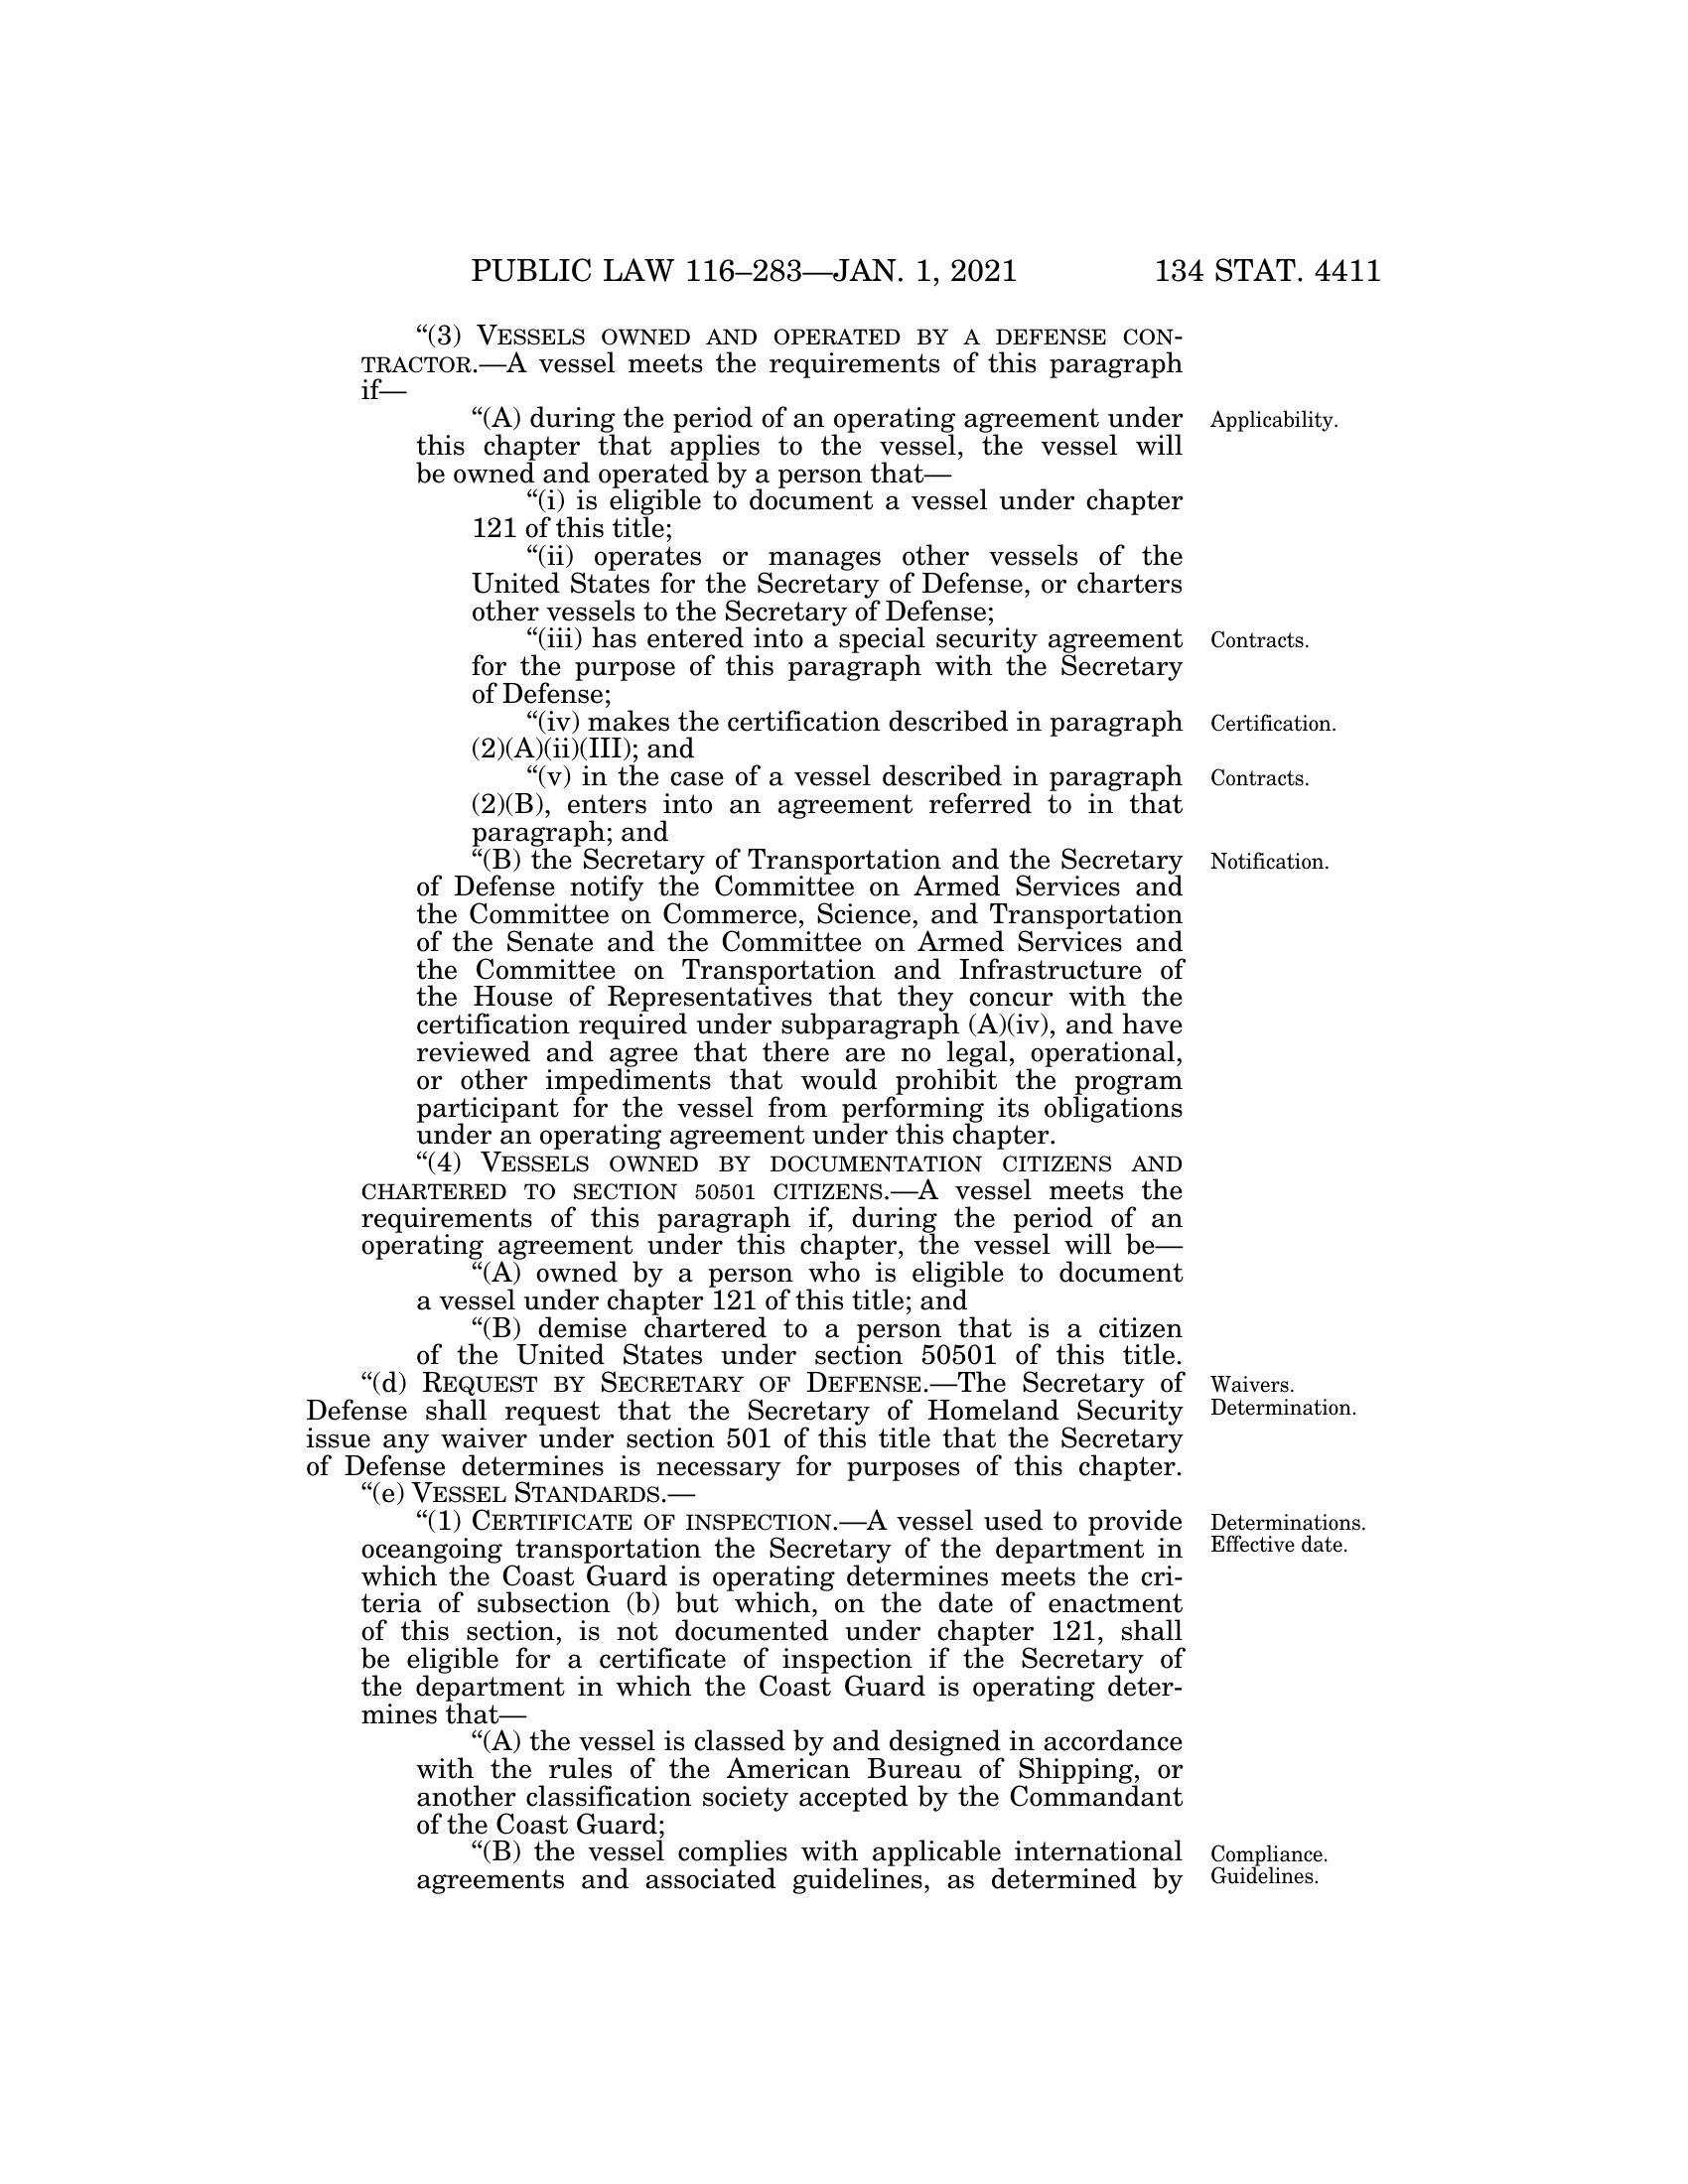 PUBLIC LAW 116–283—JAN. 1, 2021 134 STAT. 4411
“(3) VESSELS OWNED AND OPERATED BY A DEFENSE CON-
TRACTOR.—A vessel meets the requirements of this paragraph
if—
“(A) during the period of an operating agreement under Applicability.
this chapter that applies to the vessel, the vessel will
be owned and operated by a person that—
“(i) is eligible to document a vessel under chapter
121 of this title;
“(ii) operates or manages other vessels of the
United States for the Secretary of Defense, or charters
other vessels to the Secretary of Defense;
“(iii) has entered into a special security agreement Contracts.
for the purpose of this paragraph with the Secretary
of Defense;
“(iv) makes the certification described in paragraph Certification.
(2)(A)(ii)(III); and
“(v) in the case of a vessel described in paragraph Contracts.
(2)(B), enters into an agreement referred to in that
paragraph; and
“(B) the Secretary of Transportation and the Secretary Notification.
of Defense notify the Committee on Armed Services and
the Committee on Commerce, Science, and Transportation
of the Senate and the Committee on Armed Services and
the Committee on Transportation and Infrastructure of
the House of Representatives that they concur with the
certification required under subparagraph (A)(iv), and have
reviewed and agree that there are no legal, operational,
or other impediments that would prohibit the program
participant for the vessel from performing its obligations
under an operating agreement under this chapter.
“(4) VESSELS OWNED BY DOCUMENTATION CITIZENS AND
CHARTERED TO SECTION 50501 CITIZENS.—A vessel meets the
requirements of this paragraph if, during the period of an
operating agreement under this chapter, the vessel will be—
“(A) owned by a person who is eligible to document
a vessel under chapter 121 of this title; and
“(B) demise chartered to a person that is a citizen
of the United States under section 50501 of this title.
“(d) REQUEST BY SECRETARY OF DEFENSE.—The Secretary of Waivers.
Defense shall request that the Secretary of Homeland Security Determination.
issue any waiver under section 501 of this title that the Secretary
of Defense determines is necessary for purposes of this chapter.
“(e) VESSEL STANDARDS.—
“(1) CERTIFICATE OF INSPECTION.—A vessel used to provide Determinations.
oceangoing transportation the Secretary of the department in Effective date.
which the Coast Guard is operating determines meets the cri-
teria of subsection (b) but which, on the date of enactment
of this section, is not documented under chapter 121, shall
be eligible for a certificate of inspection if the Secretary of
the department in which the Coast Guard is operating deter-
mines that—
“(A) the vessel is classed by and designed in accordance
with the rules of the American Bureau of Shipping, or
another classification society accepted by the Commandant
of the Coast Guard;
“(B) the vessel complies with applicable international Compliance.
agreements and associated guidelines, as determined by Guidelines.